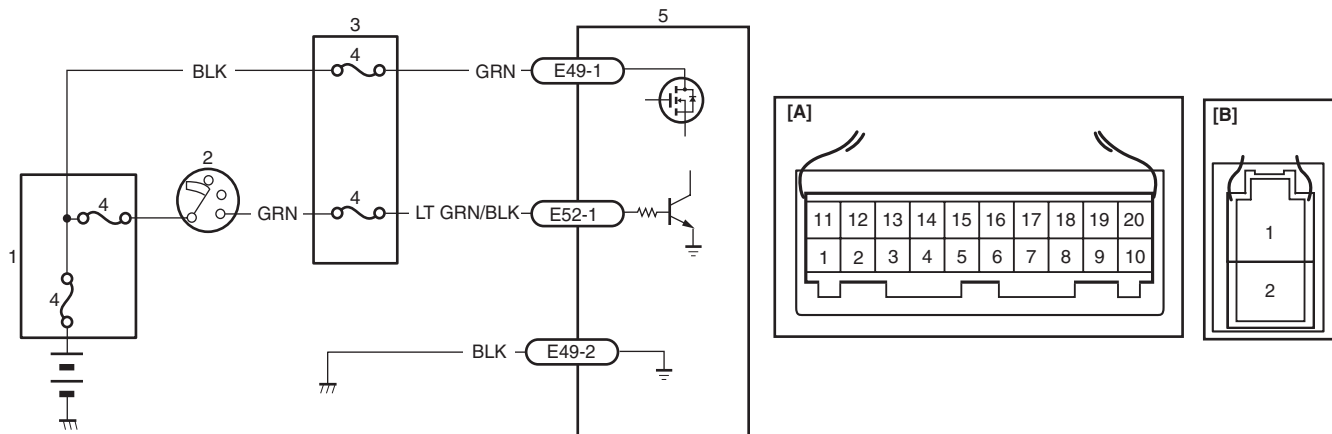 5
3
4
BLK
GRN
E49-1
2
4
4
GRN
LT GRN/BLK
E52-1
1
4
BLK
E49-2
[A]
11 12 13 14 15 16 17 18 19 20
1 2 3 4 5 6 7 8 9 10
[B]
1
2